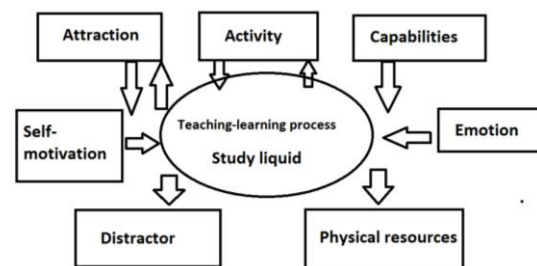 Attraction
Activity
Capabilities
Self-
motivation
Teaching-learning process
Study liquid
Emotion
Distractor
Physical resources